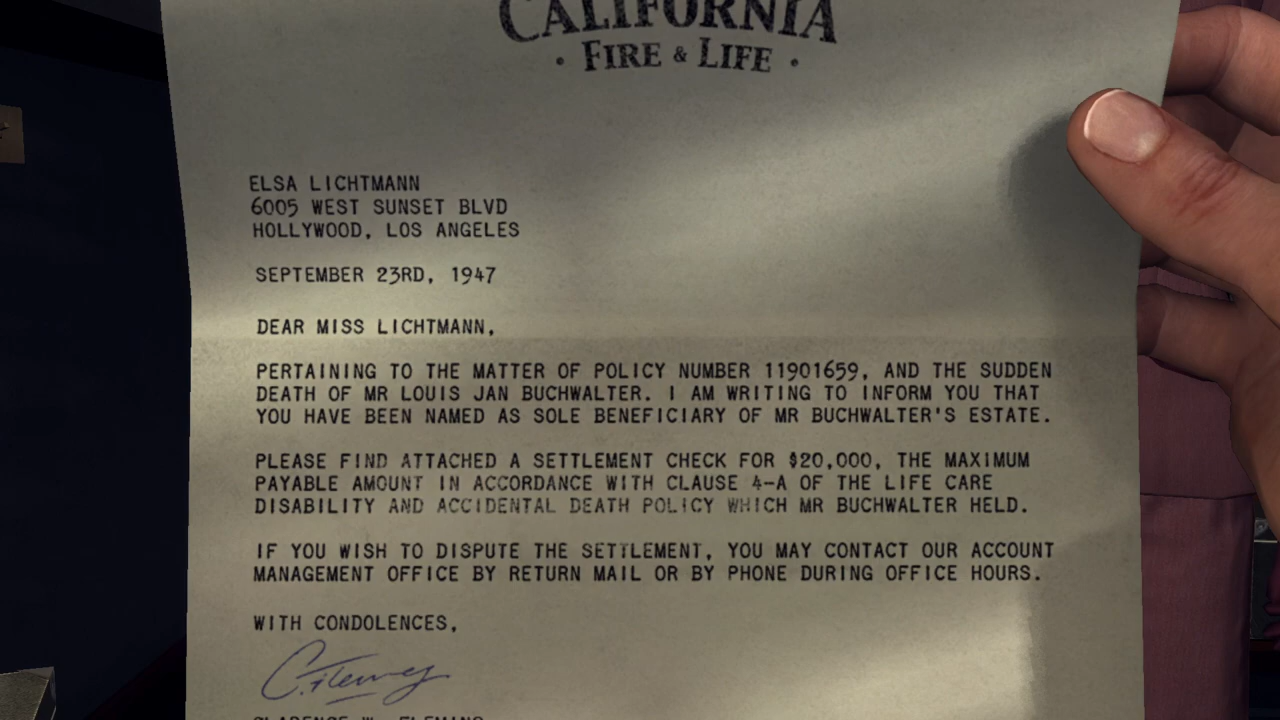 CALIFORNIA
· FIRE & LIFE ·
ELSA LICHTMANN
6005 WEST SUNSET BLVD
HOLLYWOOD, LOS ANGELES
SEPTEMBER 23RD, 1947
DEAR MISS LICHTMANN,
PERTAINING TO THE MATTER OF POLICY NUMBER 11901659, AND THE SUDDEN
DEATH OF MR LOUIS JAN BUCHWALTER. I AM WRITING TO INFORM YOU THAT
YOU HAVE BEEN NAMED AS SOLE BENEFICIARY OF MR BUCHWALTER'S ESTATE.
PLEASE FIND ATTACHED A SETTLEMENT CHECK FOR $20,000, THE MAXIMUM
PAYABLE AMOUNT IN ACCORDANCE WITH CLAUSE 4-A OF THE LIFE CARE
DISABILITY AND ACCIDENTAL DEATH POLICY WHICH MR BUCHWALTER HELD.
IF YOU WISH TO DISPUTE THE SETTLEMENT, YOU MAY CONTACT OUR ACCOUNT
MANAGEMENT OFFICE BY RETURN MAIL OR BY PHONE DURING OFFICE HOURS.
WITH CONDOLENCES,
C. Fleming
CLARENCE W. FLEMING